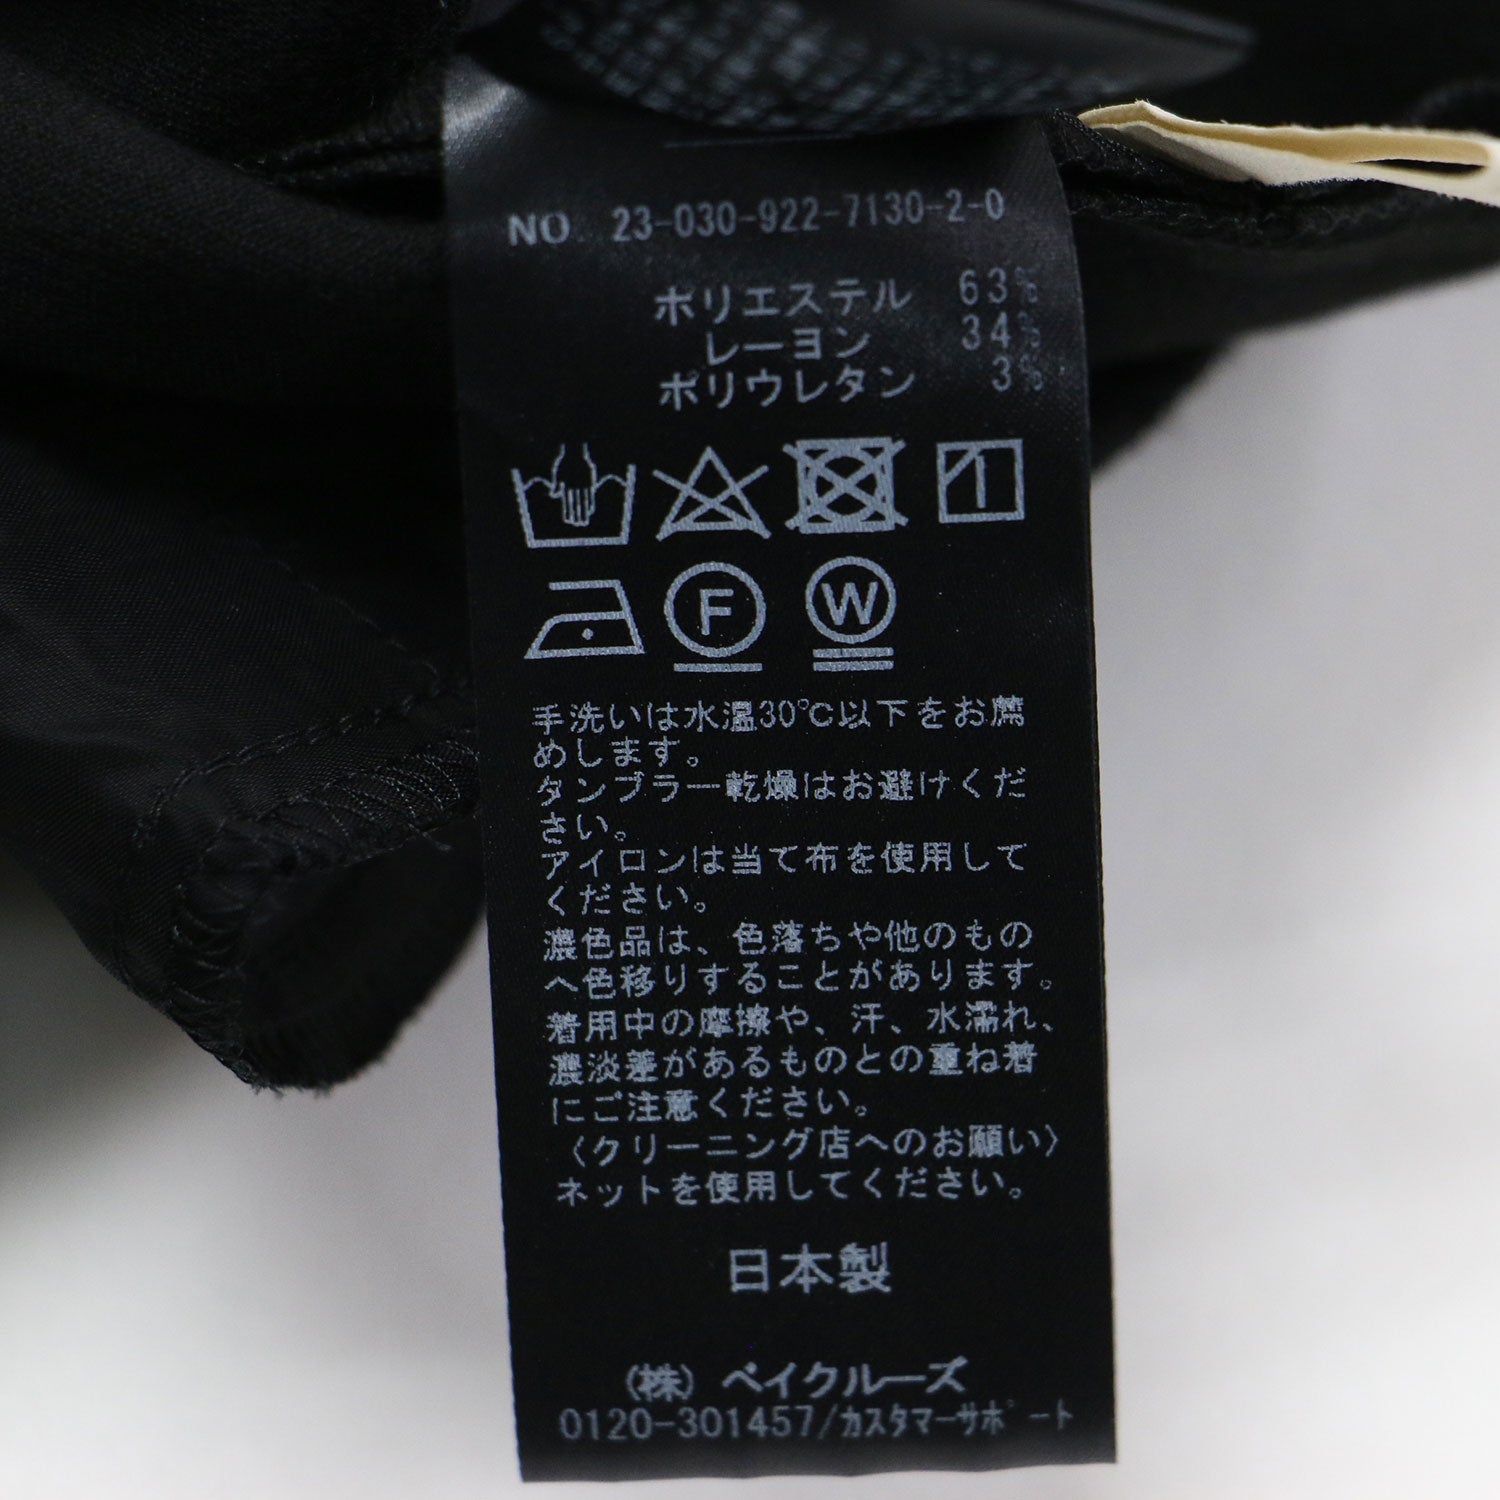 NO 23-030-922-7130-2-0
ポリエステル 63%
レーヨン 34%
ポリウレタン 3%
F W
手洗いは水温30℃以下をお薦
めします。
タンブラー乾燥はお避けくだ
さい。
アイロンは当て布を使用して
ください。
濃色品は、色落ちや他のもの
へ色移りすることがあります。
着用中の摩擦や、汗、水濡れ、
濃淡差があるものとの重ね着
にご注意ください。
〈クリーニング店へのお願い〉
ネットを使用してください。
日本製
(株) ベイクルーズ
0120-301457/カスタマーサポート